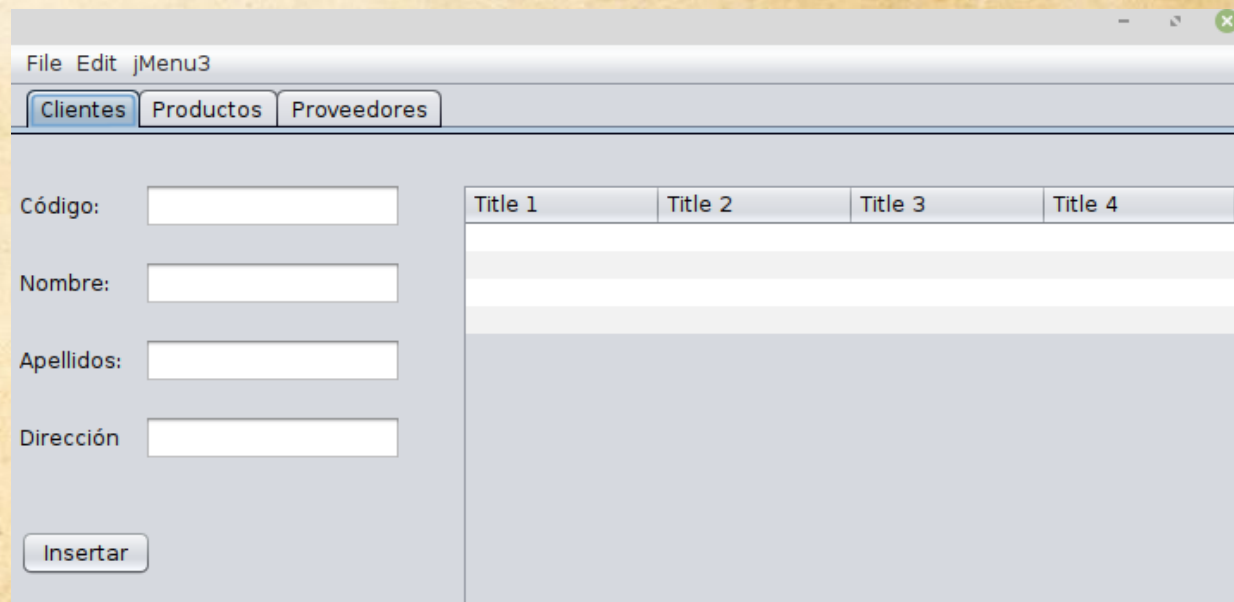 File Edit jMenu3
Clientes Productos Proveedores
Código:
Nombre:
Apellidos:
Dirección
Insertar
Title 1 Title 2 Title 3 Title 4